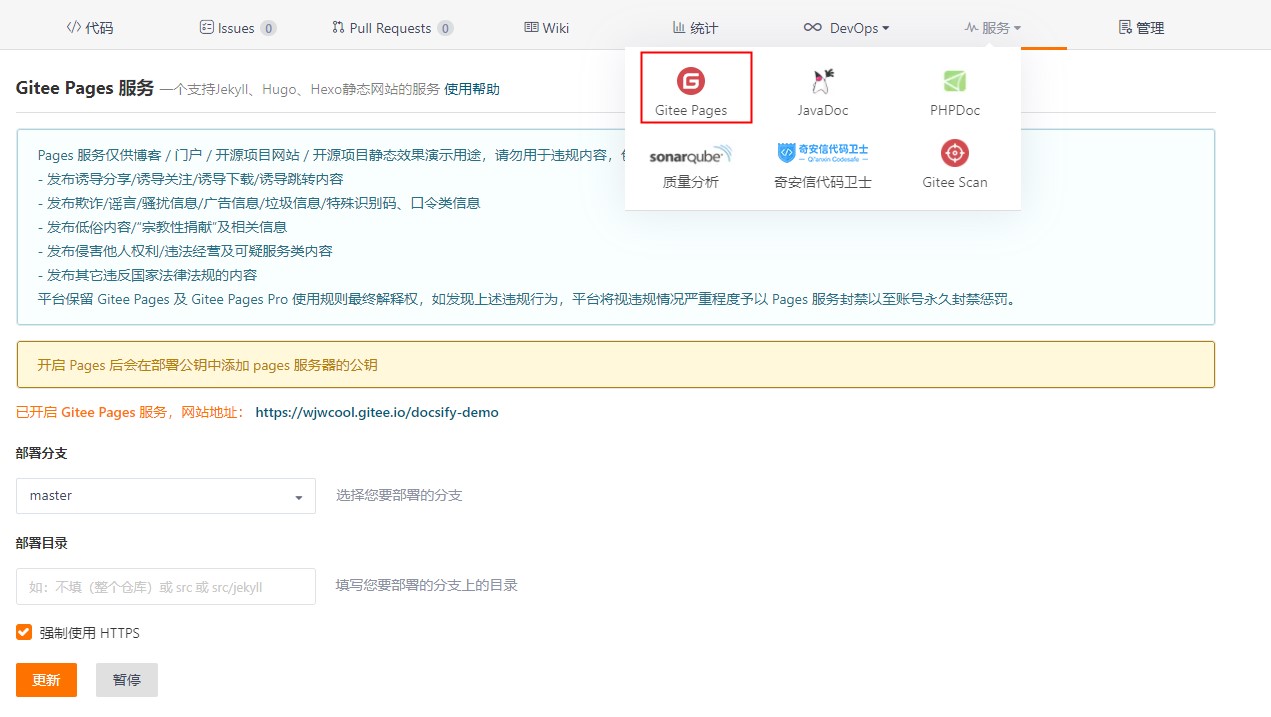 代码
Issues 0
Pull Requests 0
Wiki
统计
DevOps
服务
管理
Gitee Pages 服务 一个支持Jekyll、Hugo、Hexo静态网站的服务 使用帮助
Gitee Pages
JavaDoc
PHPDoc
sonarqube
质量分析
奇安信代码卫士
Qi'anxin Codesafe
奇安信代码卫士
Gitee Scan
Pages 服务仅供博客 / 门户 / 开源项目网站 / 开源项目静态效果演示用途，请勿用于违规内容，
- 发布诱导分享/诱导关注/诱导下载/诱导跳转内容
- 发布欺诈/谣言/骚扰信息/广告信息/垃圾信息/特殊识别码、口令类信息
- 发布低俗内容/“宗教性捐献”及相关信息
- 发布侵害他人权利/违法经营及可疑服务类内容
- 发布其它违反国家法律法规的内容
平台保留 Gitee Pages 及 Gitee Pages Pro 使用规则最终解释权，如发现上述违规行为，平台将视违规情况严重程度予以 Pages 服务封禁以至账号永久封禁惩罚。
开启 Pages 后会在部署公钥中添加 pages 服务器的公钥
已开启 Gitee Pages 服务，网站地址： https://wjwcool.gitee.io/docsify-demo
部署分支
master
选择您要部署的分支
部署目录
如：不填（整个仓库）或 src 或 src/jekyll
填写您要部署的分支上的目录
强制使用 HTTPS
更新
暂停